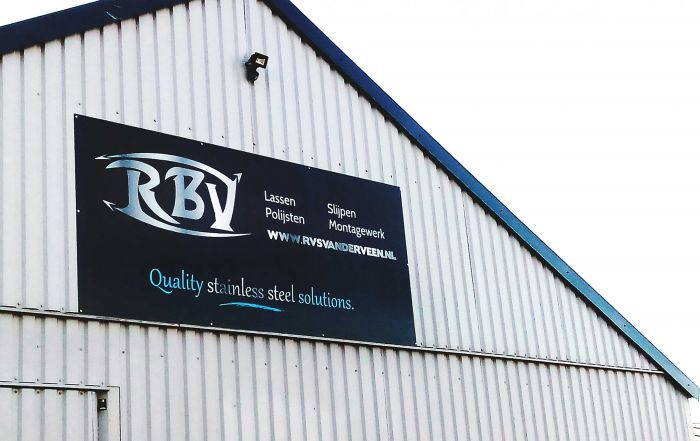 RBV
Lassen Slijpen
Polijsten Montagewerk
WWW.RVSVANDERVEEN.NL
Quality stainless steel solutions.